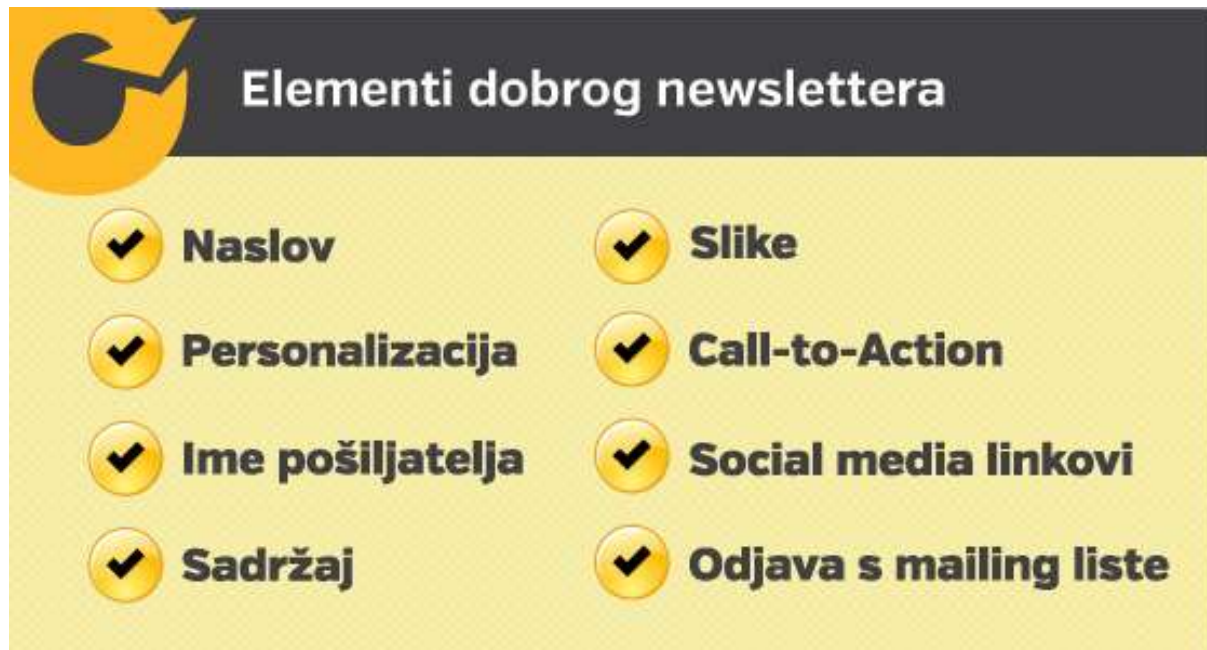 Elementi dobrog newslettera
Naslov
Personalizacija
Ime pošiljatelja
Sadržaj
Slike
Call-to-Action
Social media linkovi
Odjava s mailing liste